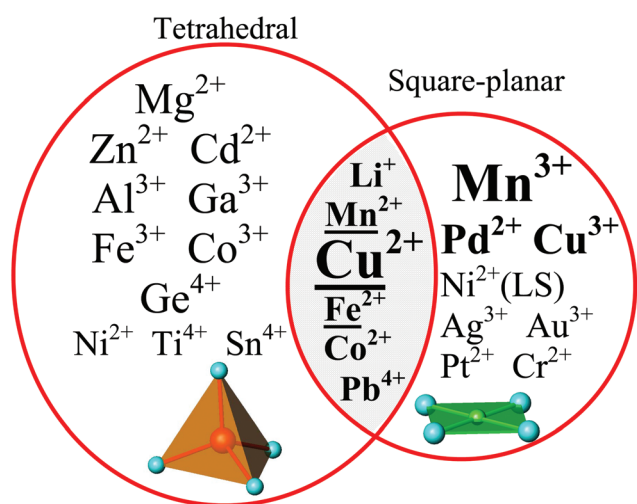 Tetrahedral
Square-planar
Mg²⁺
Zn²⁺ Cd²⁺
Al³⁺ Ga³⁺
Fe³⁺ Co³⁺
Ge⁴⁺
Ni²⁺ Ti⁴⁺ Sn⁴⁺
Li⁺
Mn²⁺
Cu²⁺
Fe²⁺
Co²⁺
Pb⁴⁺
Mn³⁺
Pd²⁺ Cu³⁺
Ni²⁺(LS)
Ag³⁺ Au³⁺
Pt²⁺ Cr²⁺